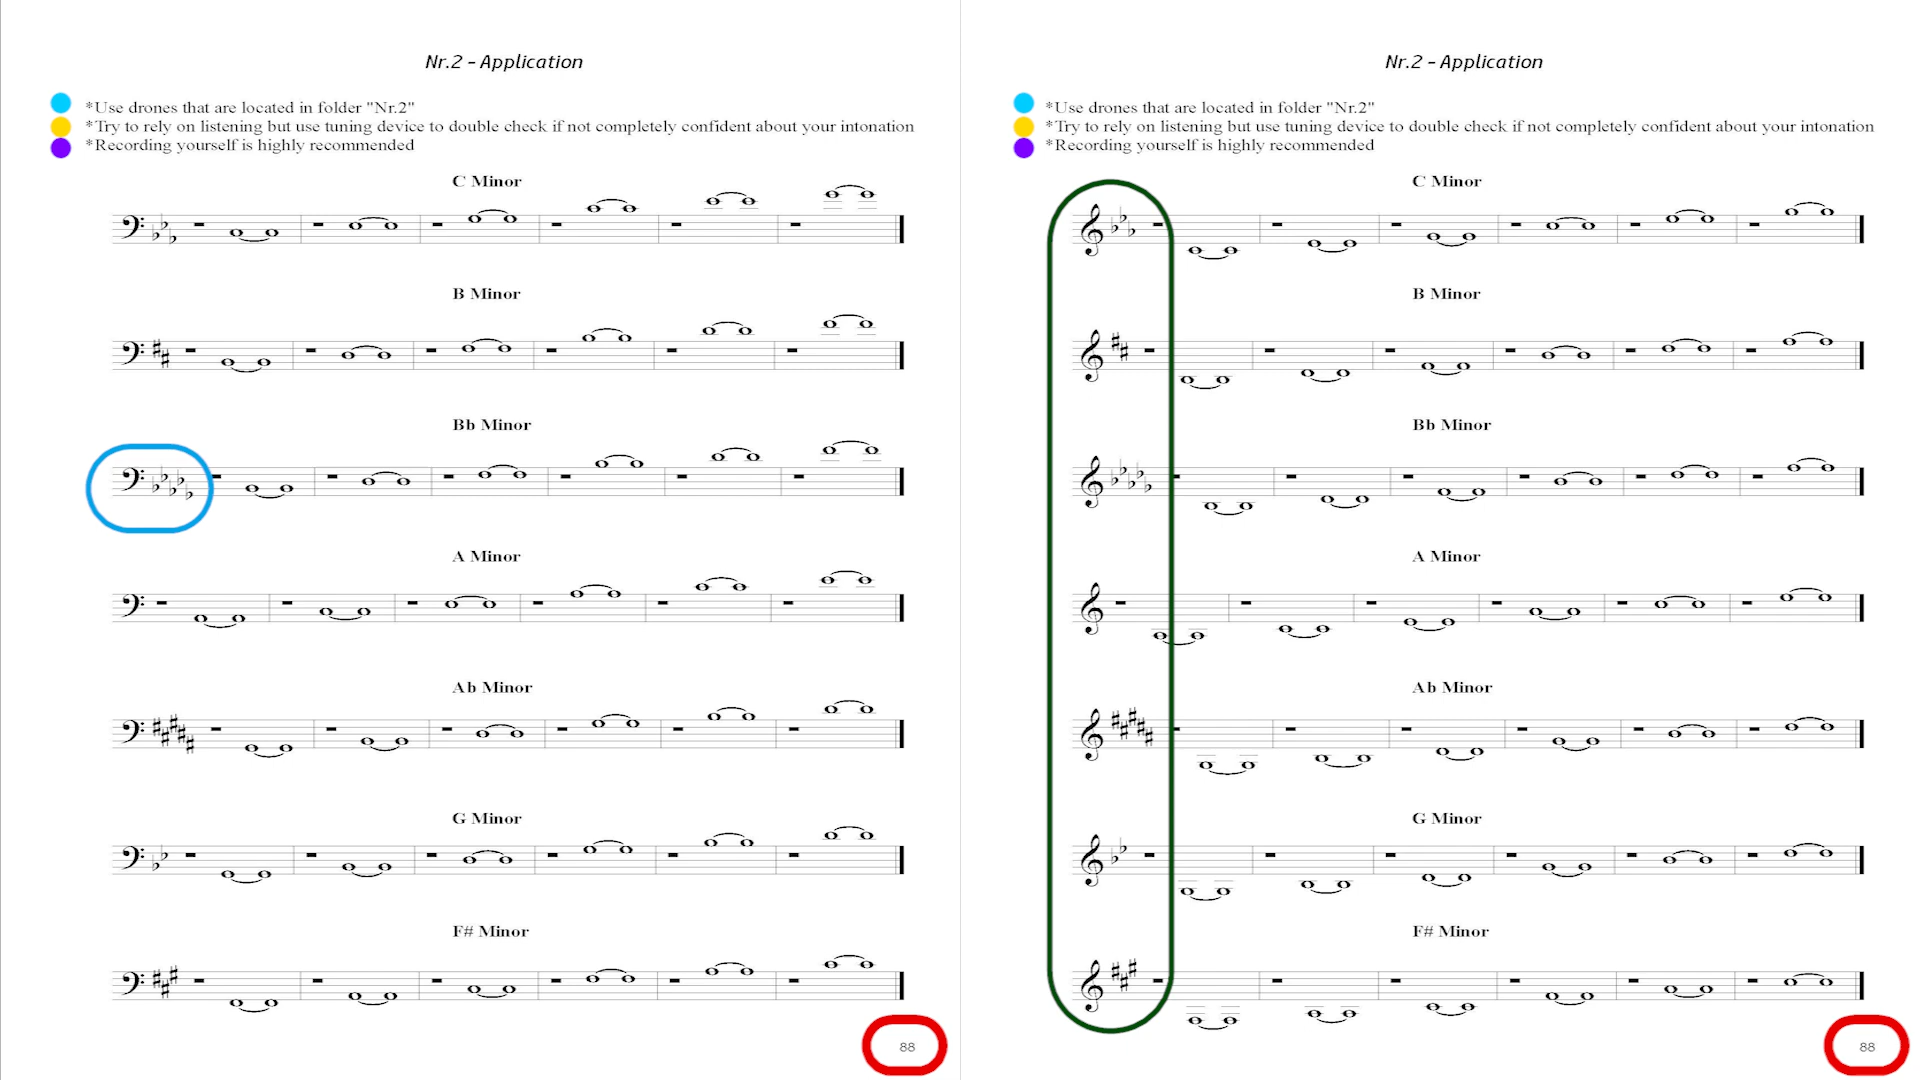 Nr.2 – Application
*Use drones that are located in folder "Nr.2"
*Try to rely on listening but use tuning device to double check if not completely confident about your intonation
*Recording yourself is highly recommended
C Minor
B Minor
Bb Minor
A Minor
Ab Minor
G Minor
F# Minor
88
Nr.2 – Application
*Use drones that are located in folder "Nr.2"
*Try to rely on listening but use tuning device to double check if not completely confident about your intonation
*Recording yourself is highly recommended
C Minor
B Minor
Bb Minor
A Minor
Ab Minor
G Minor
F# Minor
88